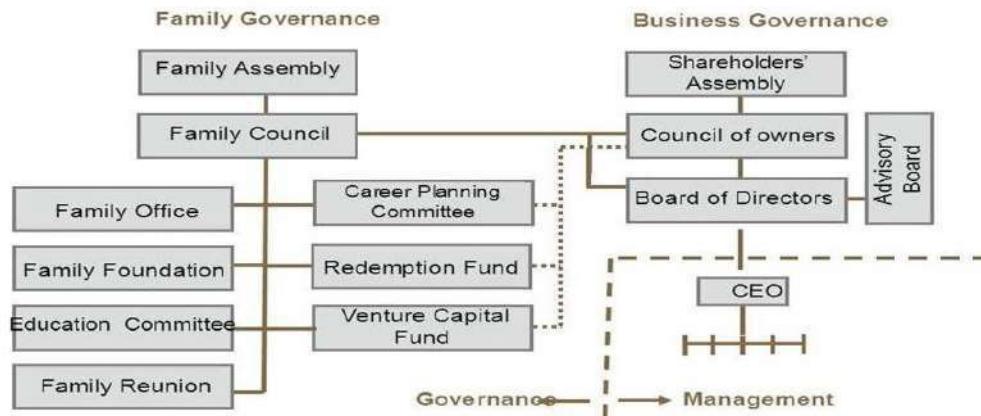 Family Governance
Business Governance
Family Assembly
Shareholders'
Assembly
Family Council
Council of owners
Advisory
Board
Career Planning
Committee
Board of Directors
Family Office
Family Foundation
Redemption Fund
CEO
Education Committee
Venture Capital
Fund
Family Reunion
Governance
Management